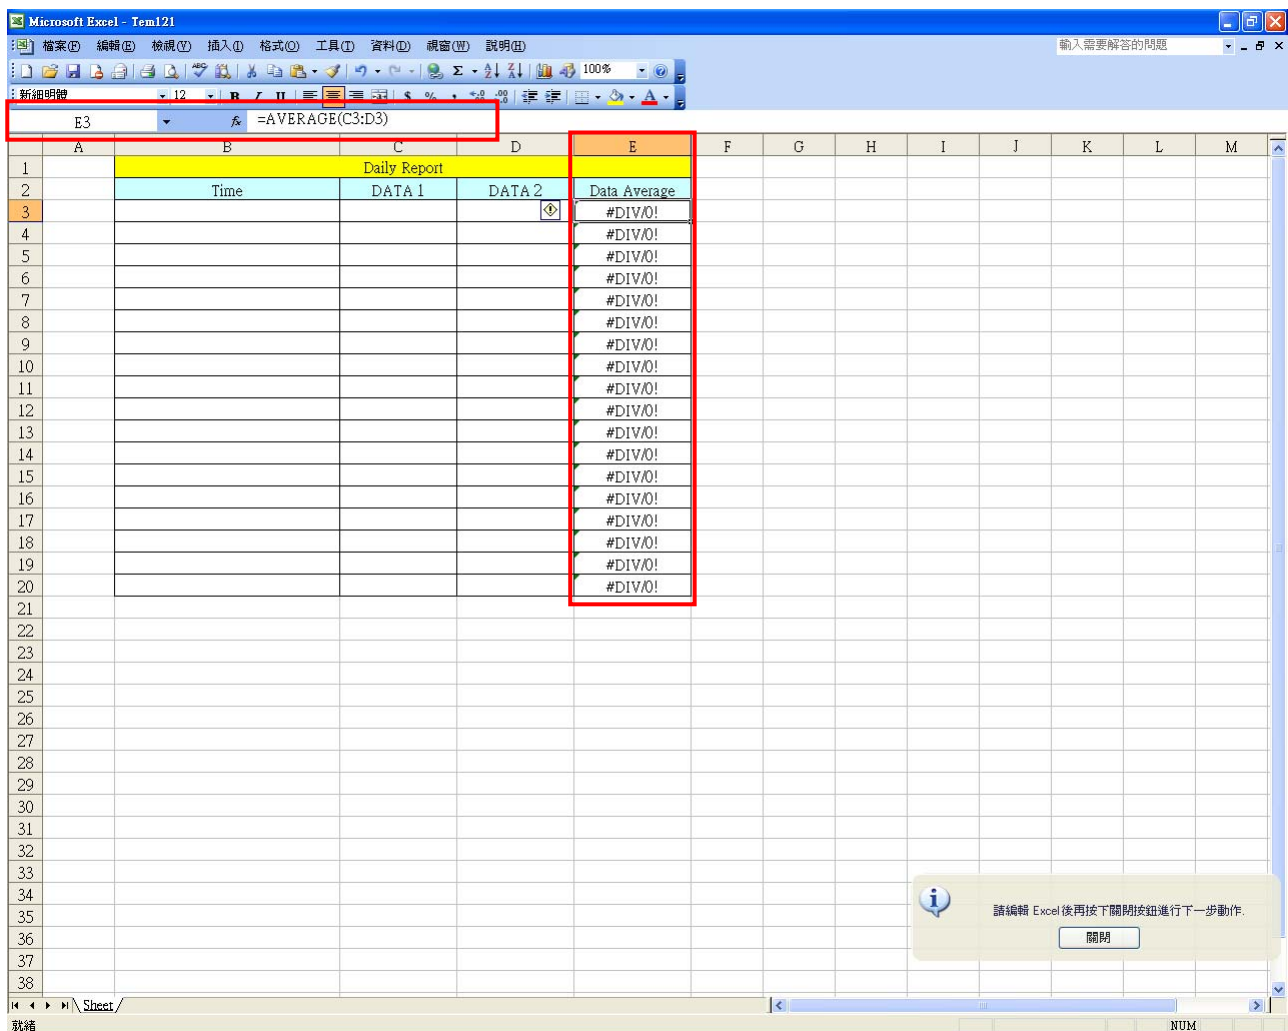 Microsoft Excel - Tem121
檔案(F) 編輯(E) 檢視(V) 插入(I) 格式(O) 工具(T) 資料(D) 視窗(W) 說明(H) 輸入需要解答的問題
100%
新細明體 12 B I U $ % ,
E3 fx =AVERAGE(C3:D3)
A B C D E F G H I J K L M
1 Daily Report
2 Time DATA 1 DATA 2 Data Average
3 #DIV/0!
4 #DIV/0!
5 #DIV/0!
6 #DIV/0!
7 #DIV/0!
8 #DIV/0!
9 #DIV/0!
10 #DIV/0!
11 #DIV/0!
12 #DIV/0!
13 #DIV/0!
14 #DIV/0!
15 #DIV/0!
16 #DIV/0!
17 #DIV/0!
18 #DIV/0!
19 #DIV/0!
20 #DIV/0!
21
22
23
24
25
26
27
28
29
30
31
32
33
34
35
36
37
38
請編輯 Excel 後再按下關閉按鈕進行下一步動作.
關閉
Sheet
就緒 NUM